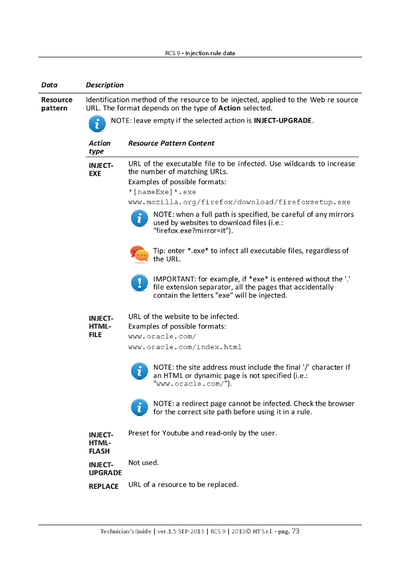 RCS 9 - Injection rule data
Data Description
Resource pattern Identification method of the resource to be injected, applied to the Web re source
URL. The format depends on the type of Action selected.
NOTE: leave empty if the selected action is INJECT-UPGRADE.
Action type Resource Pattern Content
INJECT-EXE URL of the executable file to be infected. Use wildcards to increase
the number of matching URLs.
Examples of possible formats:
*[nameExe]*.exe
www.mozilla.org/firefox/download/firefoxsetup.exe
NOTE: when a full path is specified, be careful of any mirrors
used by websites to download files (i.e.:
"firefox.exe?mirror=it").
Tip: enter *.exe* to infect all executable files, regardless of
the URL.
IMPORTANT: for example, if *exe* is entered without the '.'
file extension separator, all the pages that accidentally
contain the letters "exe" will be injected.
INJECT-HTML-FILE URL of the website to be infected.
Examples of possible formats:
www.oracle.com/
www.oracle.com/index.html
NOTE: the site address must include the final '/' character if
an HTML or dynamic page is not specified (i.e.:
"www.oracle.com/").
NOTE: a redirect page cannot be infected. Check the browser
for the correct site path before using it in a rule.
INJECT-HTML-FLASH Preset for Youtube and read-only by the user.
INJECT-UPGRADE Not used.
REPLACE URL of a resource to be replaced.
Technician's Guide | ver.1.5 SEP-2013 | RCS 9 | 2013© HT S.r.l. - pag. 73